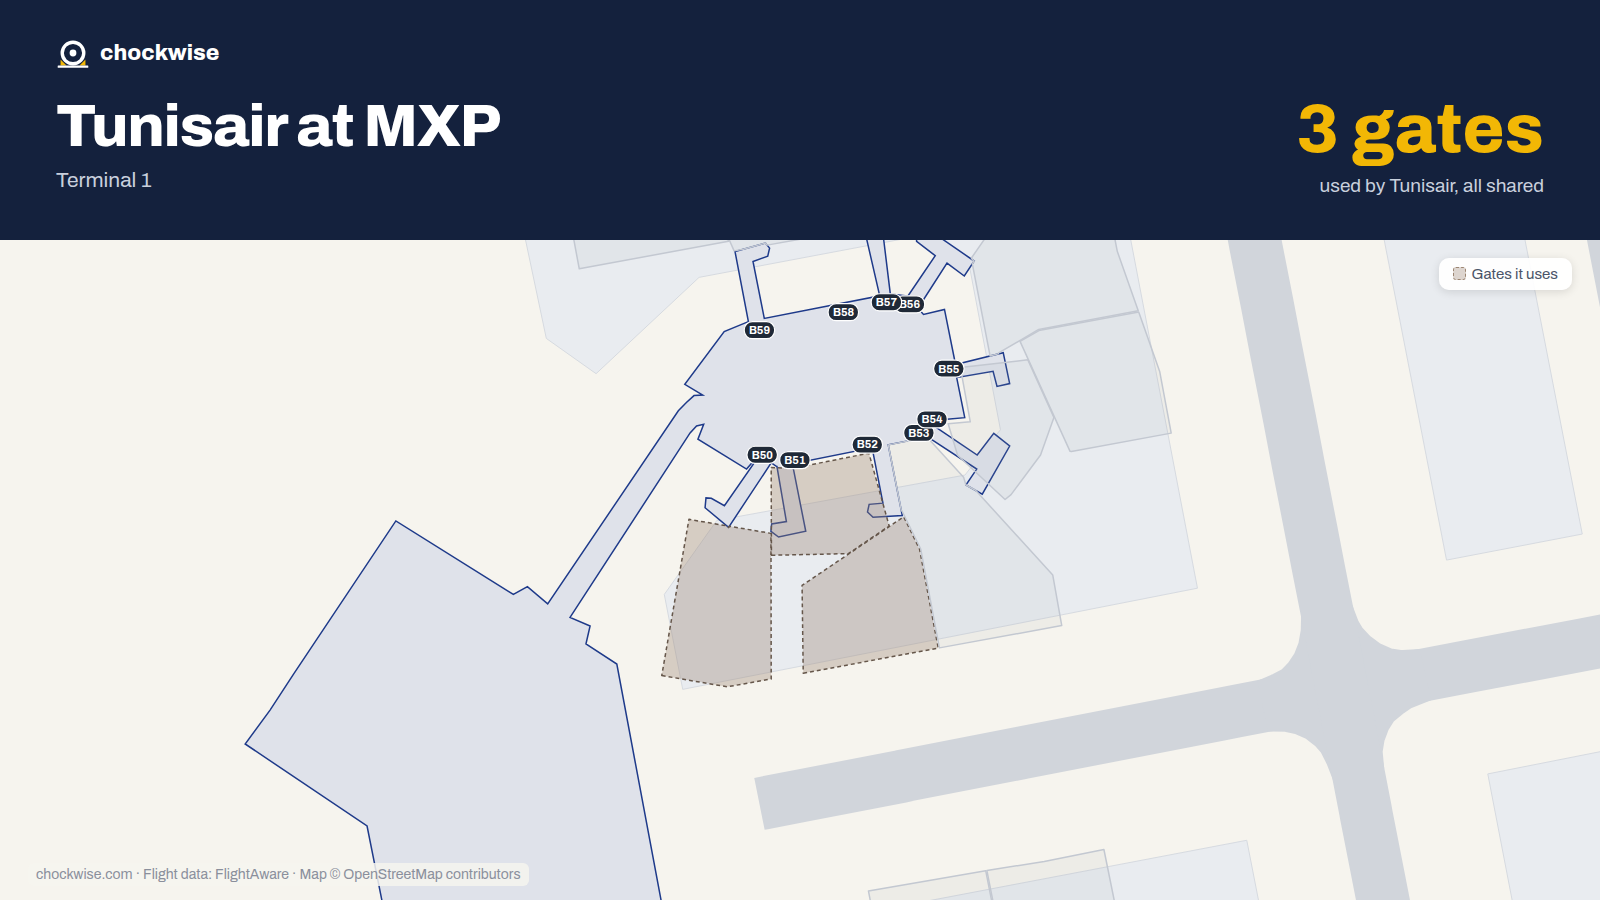 chockwise
Tunisair at MXP
Terminal 1
3 gates
used by Tunisair, all shared
Gates it uses
B57
B56
B58
B59
B55
B54
B53
B52
B50
B51
chockwise.com · Flight data: FlightAware · Map © OpenStreetMap contributors